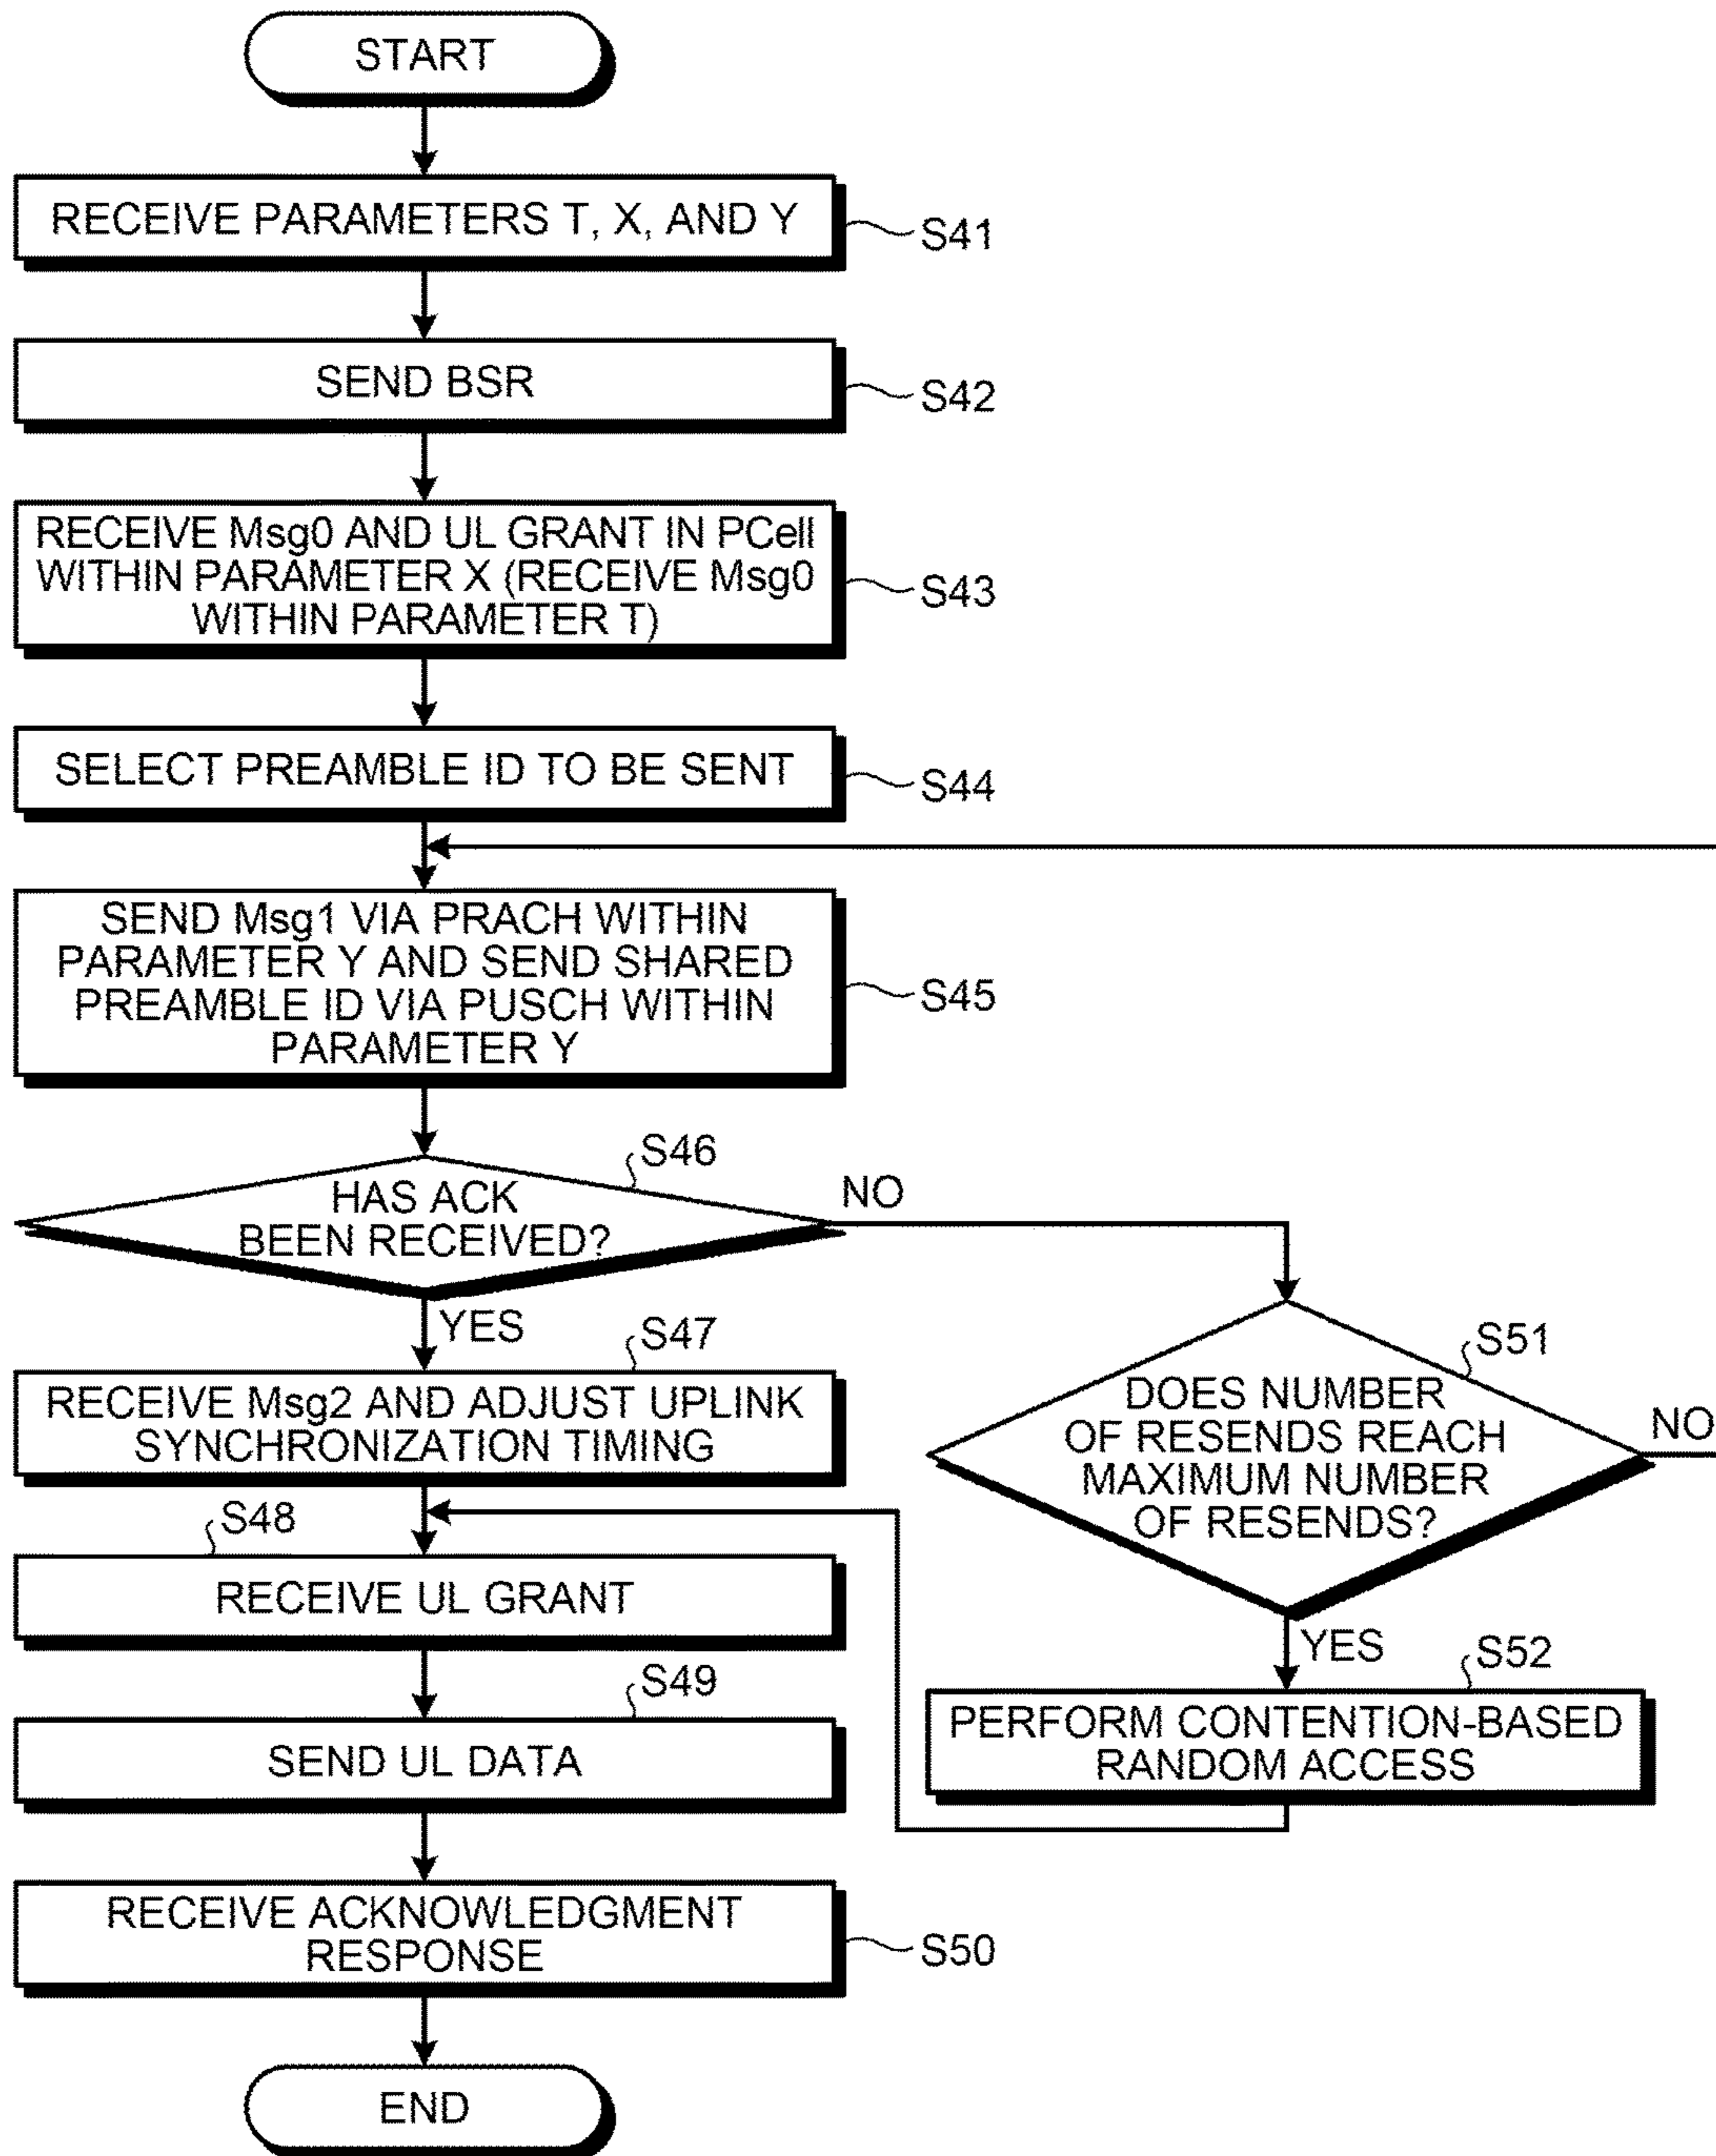 START
RECEIVE PARAMETERS T, X, AND Y
S41
SEND BSR
S42
RECEIVE Msg0 AND UL GRANT IN PCell
WITHIN PARAMETER X (RECEIVE Msg0
WITHIN PARAMETER T)
S43
SELECT PREAMBLE ID TO BE SENT
S44
SEND Msg1 VIA PRACH WITHIN
PARAMETER Y AND SEND SHARED
PREAMBLE ID VIA PUSCH WITHIN
PARAMETER Y
S45
S46
HAS ACK
BEEN RECEIVED?
NO
YES
S47
RECEIVE Msg2 AND ADJUST UPLINK
SYNCHRONIZATION TIMING
S48
RECEIVE UL GRANT
S49
SEND UL DATA
RECEIVE ACKNOWLEDGMENT
RESPONSE
S50
END
S51
DOES NUMBER
OF RESENDS REACH
MAXIMUM NUMBER
OF RESENDS?
NO
YES
S52
PERFORM CONTENTION-BASED
RANDOM ACCESS